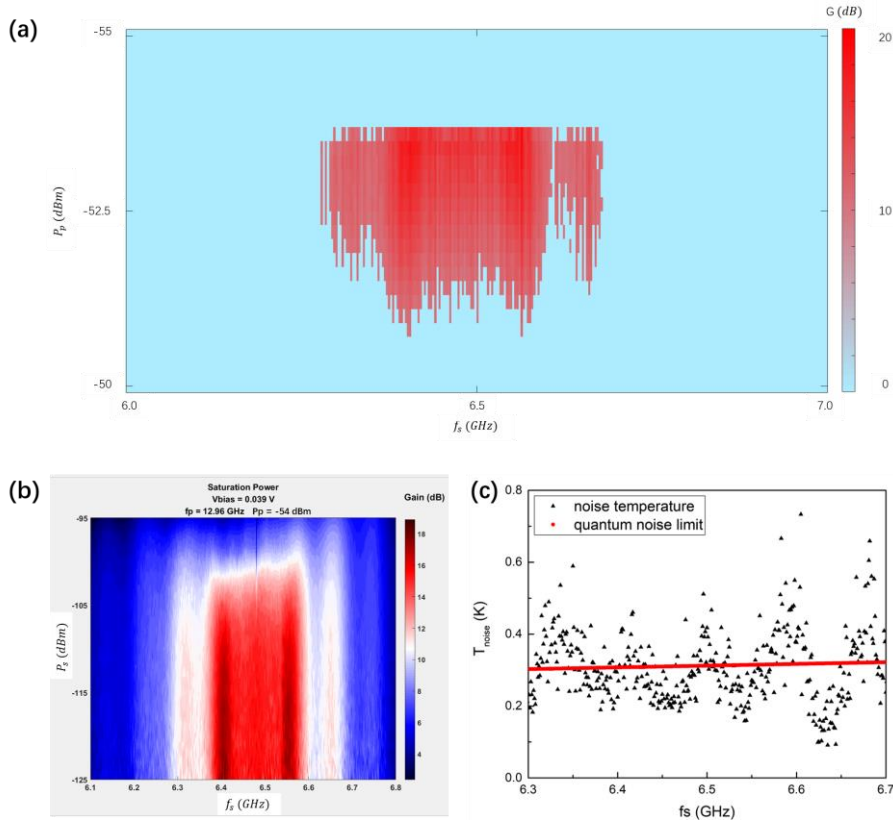 (a)
G (dB)
-55
-52.5
-50
P_p (dBm)
6.0
6.5
7.0
f_s (GHz)
20
10
0
(b)
Saturation Power
Vbias = 0.039 V
fp = 12.96 GHz Pp = -54 dBm
Gain (dB)
-95
-105
-115
-125
P_s (dBm)
6.1
6.2
6.3
6.4
6.5
6.6
6.7
6.8
f_s (GHz)
18
16
14
12
10
8
6
4
(c)
noise temperature
quantum noise limit
0.8
0.6
0.4
0.2
0.0
T_noise (K)
6.3
6.4
6.5
6.6
6.7
fs (GHz)